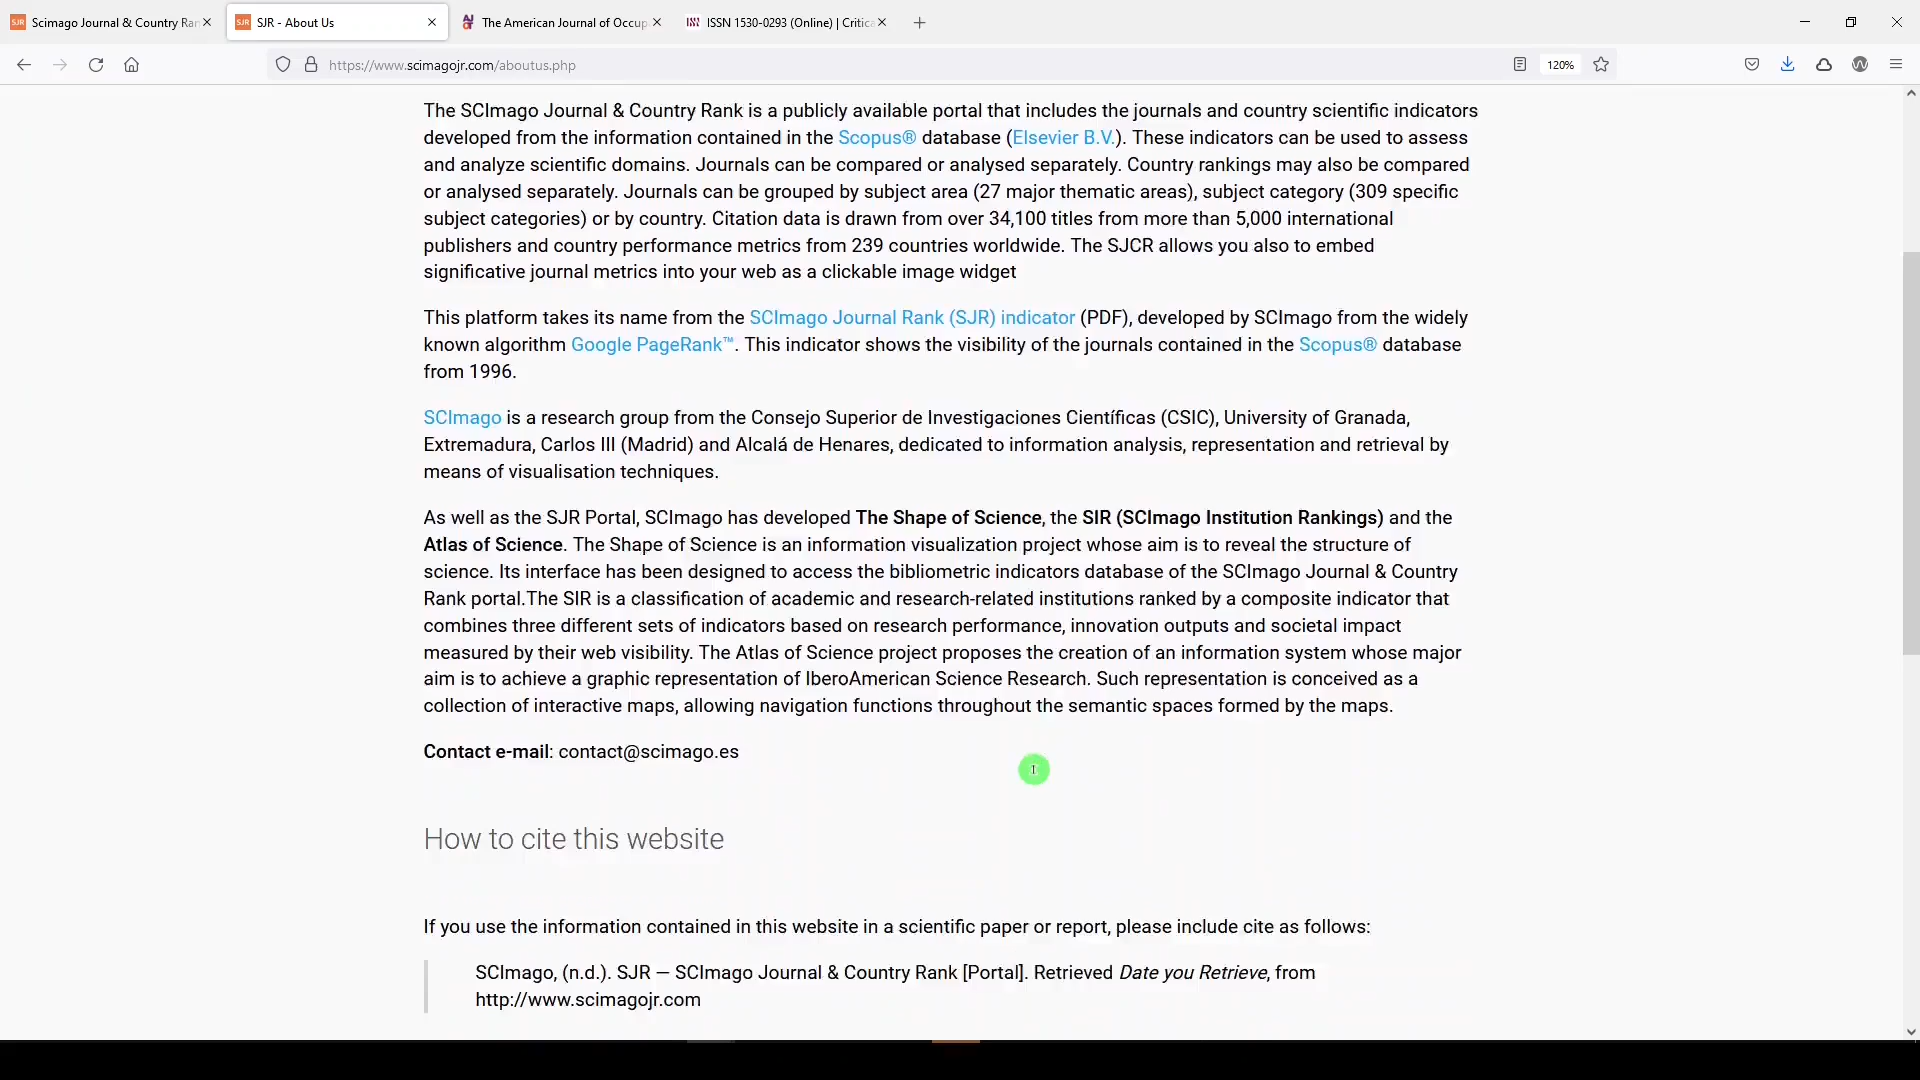 Scimago Journal & Country Ra
SJR - About Us
The American Journal of Occup
ISSN 1530-0293 (Online) | Critic
https://www.scimagojr.com/aboutus.php
120%
The SCImago Journal & Country Rank is a publicly available portal that includes the journals and country scientific indicators
developed from the information contained in the Scopus® database (Elsevier B.V.). These indicators can be used to assess
and analyze scientific domains. Journals can be compared or analysed separately. Country rankings may also be compared
or analysed separately. Journals can be grouped by subject area (27 major thematic areas), subject category (309 specific
subject categories) or by country. Citation data is drawn from over 34,100 titles from more than 5,000 international
publishers and country performance metrics from 239 countries worldwide. The SJCR allows you also to embed
significative journal metrics into your web as a clickable image widget
This platform takes its name from the SCImago Journal Rank (SJR) indicator (PDF), developed by SCImago from the widely
known algorithm Google PageRank™. This indicator shows the visibility of the journals contained in the Scopus® database
from 1996.
SCImago is a research group from the Consejo Superior de Investigaciones Científicas (CSIC), University of Granada,
Extremadura, Carlos III (Madrid) and Alcalá de Henares, dedicated to information analysis, representation and retrieval by
means of visualisation techniques.
As well as the SJR Portal, SCImago has developed The Shape of Science, the SIR (SCImago Institution Rankings) and the
Atlas of Science. The Shape of Science is an information visualization project whose aim is to reveal the structure of
science. Its interface has been designed to access the bibliometric indicators database of the SCImago Journal & Country
Rank portal.The SIR is a classification of academic and research-related institutions ranked by a composite indicator that
combines three different sets of indicators based on research performance, innovation outputs and societal impact
measured by their web visibility. The Atlas of Science project proposes the creation of an information system whose major
aim is to achieve a graphic representation of IberoAmerican Science Research. Such representation is conceived as a
collection of interactive maps, allowing navigation functions throughout the semantic spaces formed by the maps.
Contact e-mail: contact@scimago.es
How to cite this website
If you use the information contained in this website in a scientific paper or report, please include cite as follows:
SCImago, (n.d.). SJR — SCImago Journal & Country Rank [Portal]. Retrieved Date you Retrieve, from
http://www.scimagojr.com